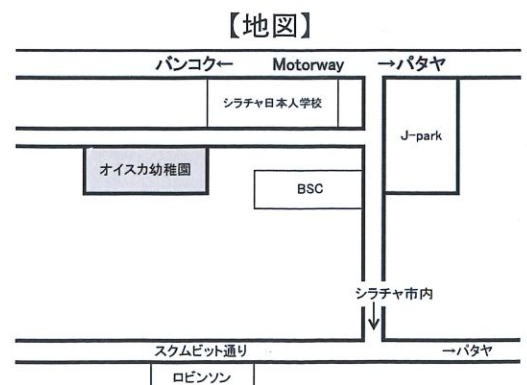 【地図】
バンコク← Motorway →パタヤ
シラチャ日本人学校
J-park
オイスカ幼稚園
BSC
シラチャ市内
スクムビット通り →パタヤ
ロビンソン